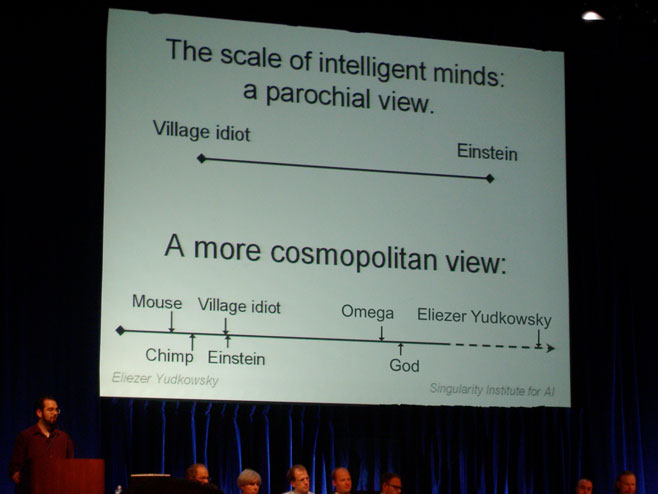 The scale of intelligent minds:
a parochial view.
Village idiot
Einstein
A more cosmopolitan view:
Mouse
Village idiot
Omega
Eliezer Yudkowsky
Chimp
Einstein
God
Eliezer Yudkowsky
Singularity Institute for AI